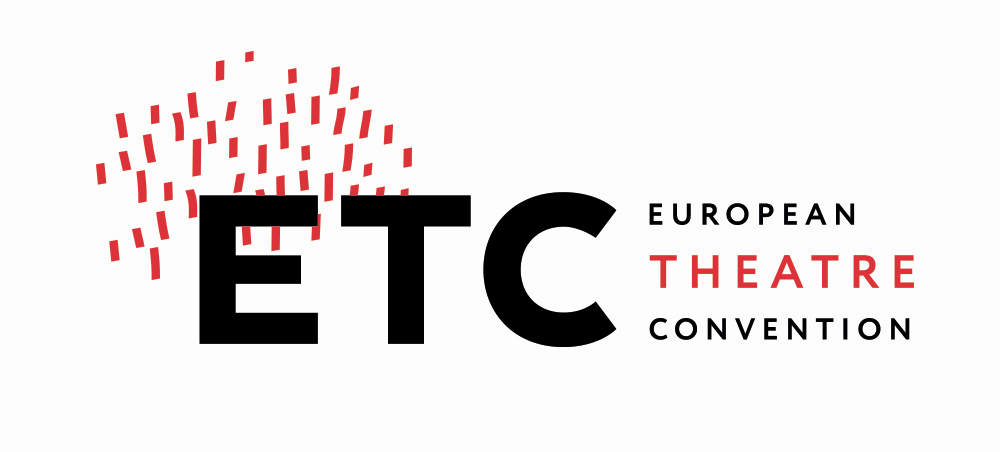 ETC
EUROPEAN
THEATRE
CONVENTION